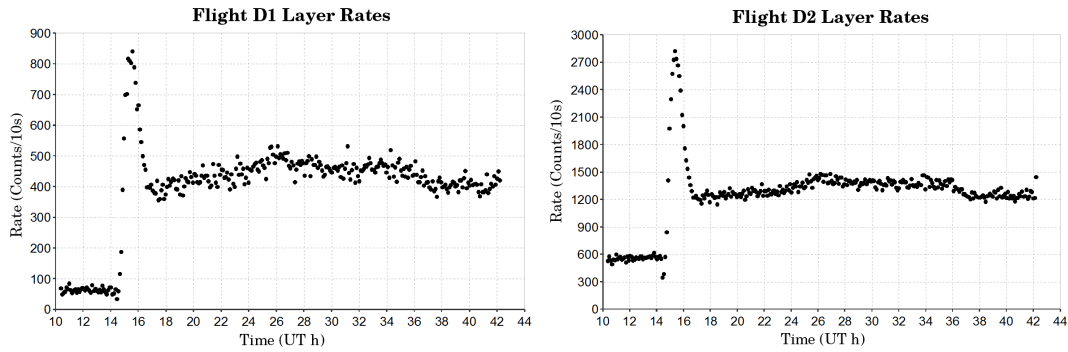 Flight D1 Layer Rates
900
800
700
600
500
400
300
200
100
0
Rate (Counts/10s)
10 12 14 16 18 20 22 24 26 28 30 32 34 36 38 40 42 44
Time (UT h)
Flight D2 Layer Rates
3000
2700
2400
2100
1800
1500
1200
900
600
300
0
Rate (Counts/10s)
10 12 14 16 18 20 22 24 26 28 30 32 34 36 38 40 42 44
Time (UT h)